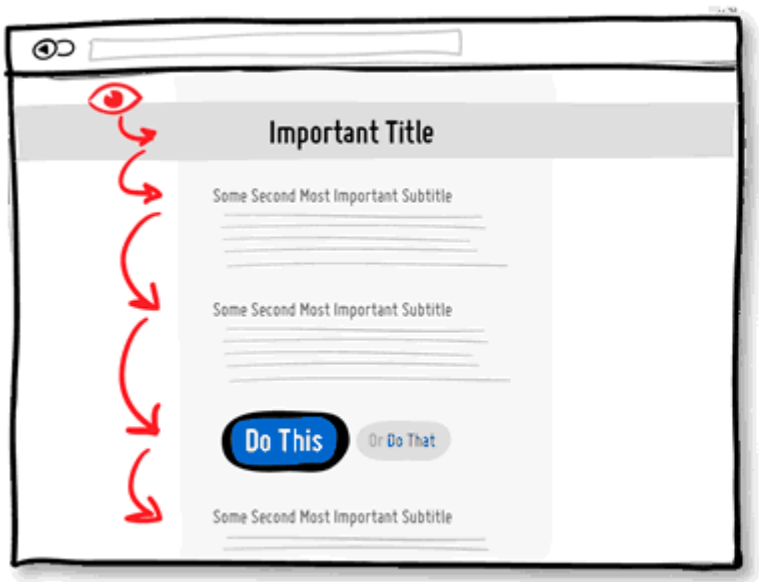 Important Title
Some Second Most Important Subtitle
Some Second Most Important Subtitle
Do This
Or Do That
Some Second Most Important Subtitle